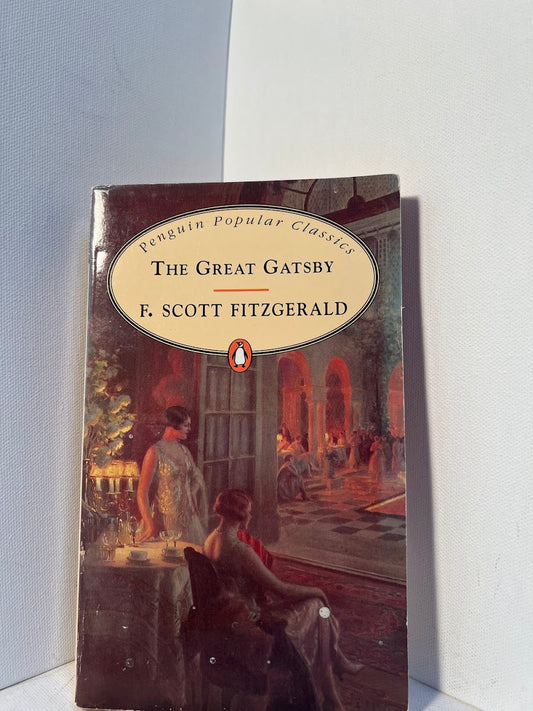 Penguin Popular Classics
THE GREAT GATSBY
F. SCOTT FITZGERALD